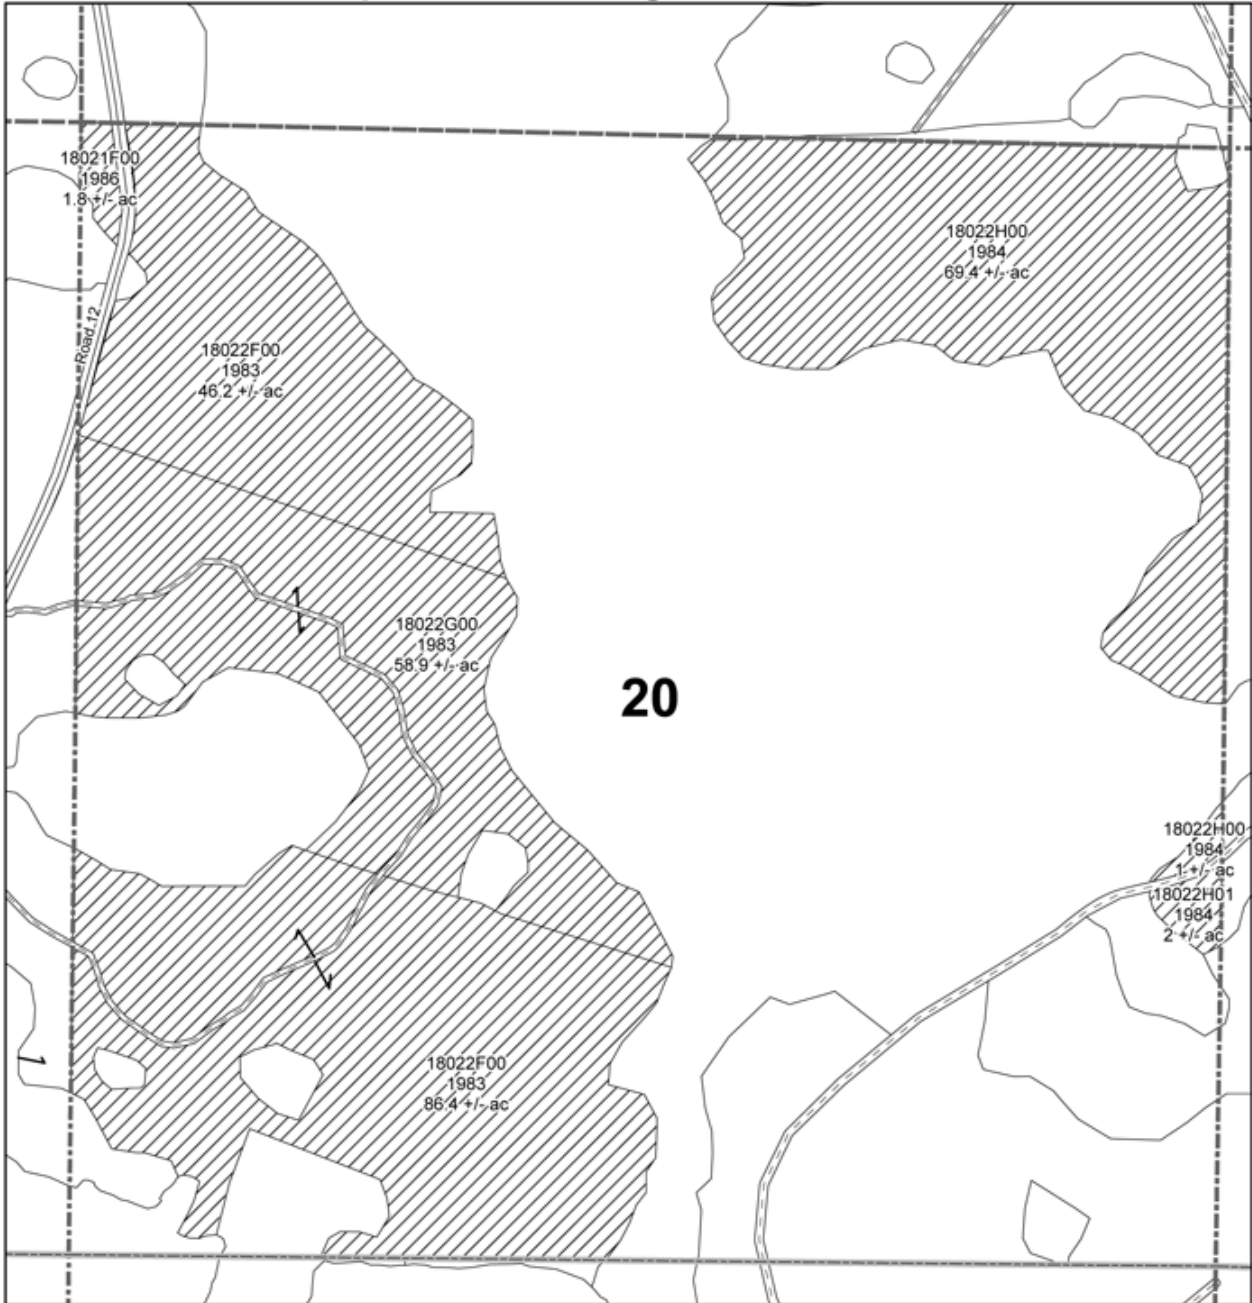 18021F00
1986
1.8 +/- ac
18022H00
1984
69.4 +/- ac
Road 12
18022F00
1983
46.2 +/- ac
18022G00
1983
58.9 +/- ac
20
18022H00
1984
1 +/- ac
18022H01
1984
2 +/- ac
18022F00
1983
86.4 +/- ac